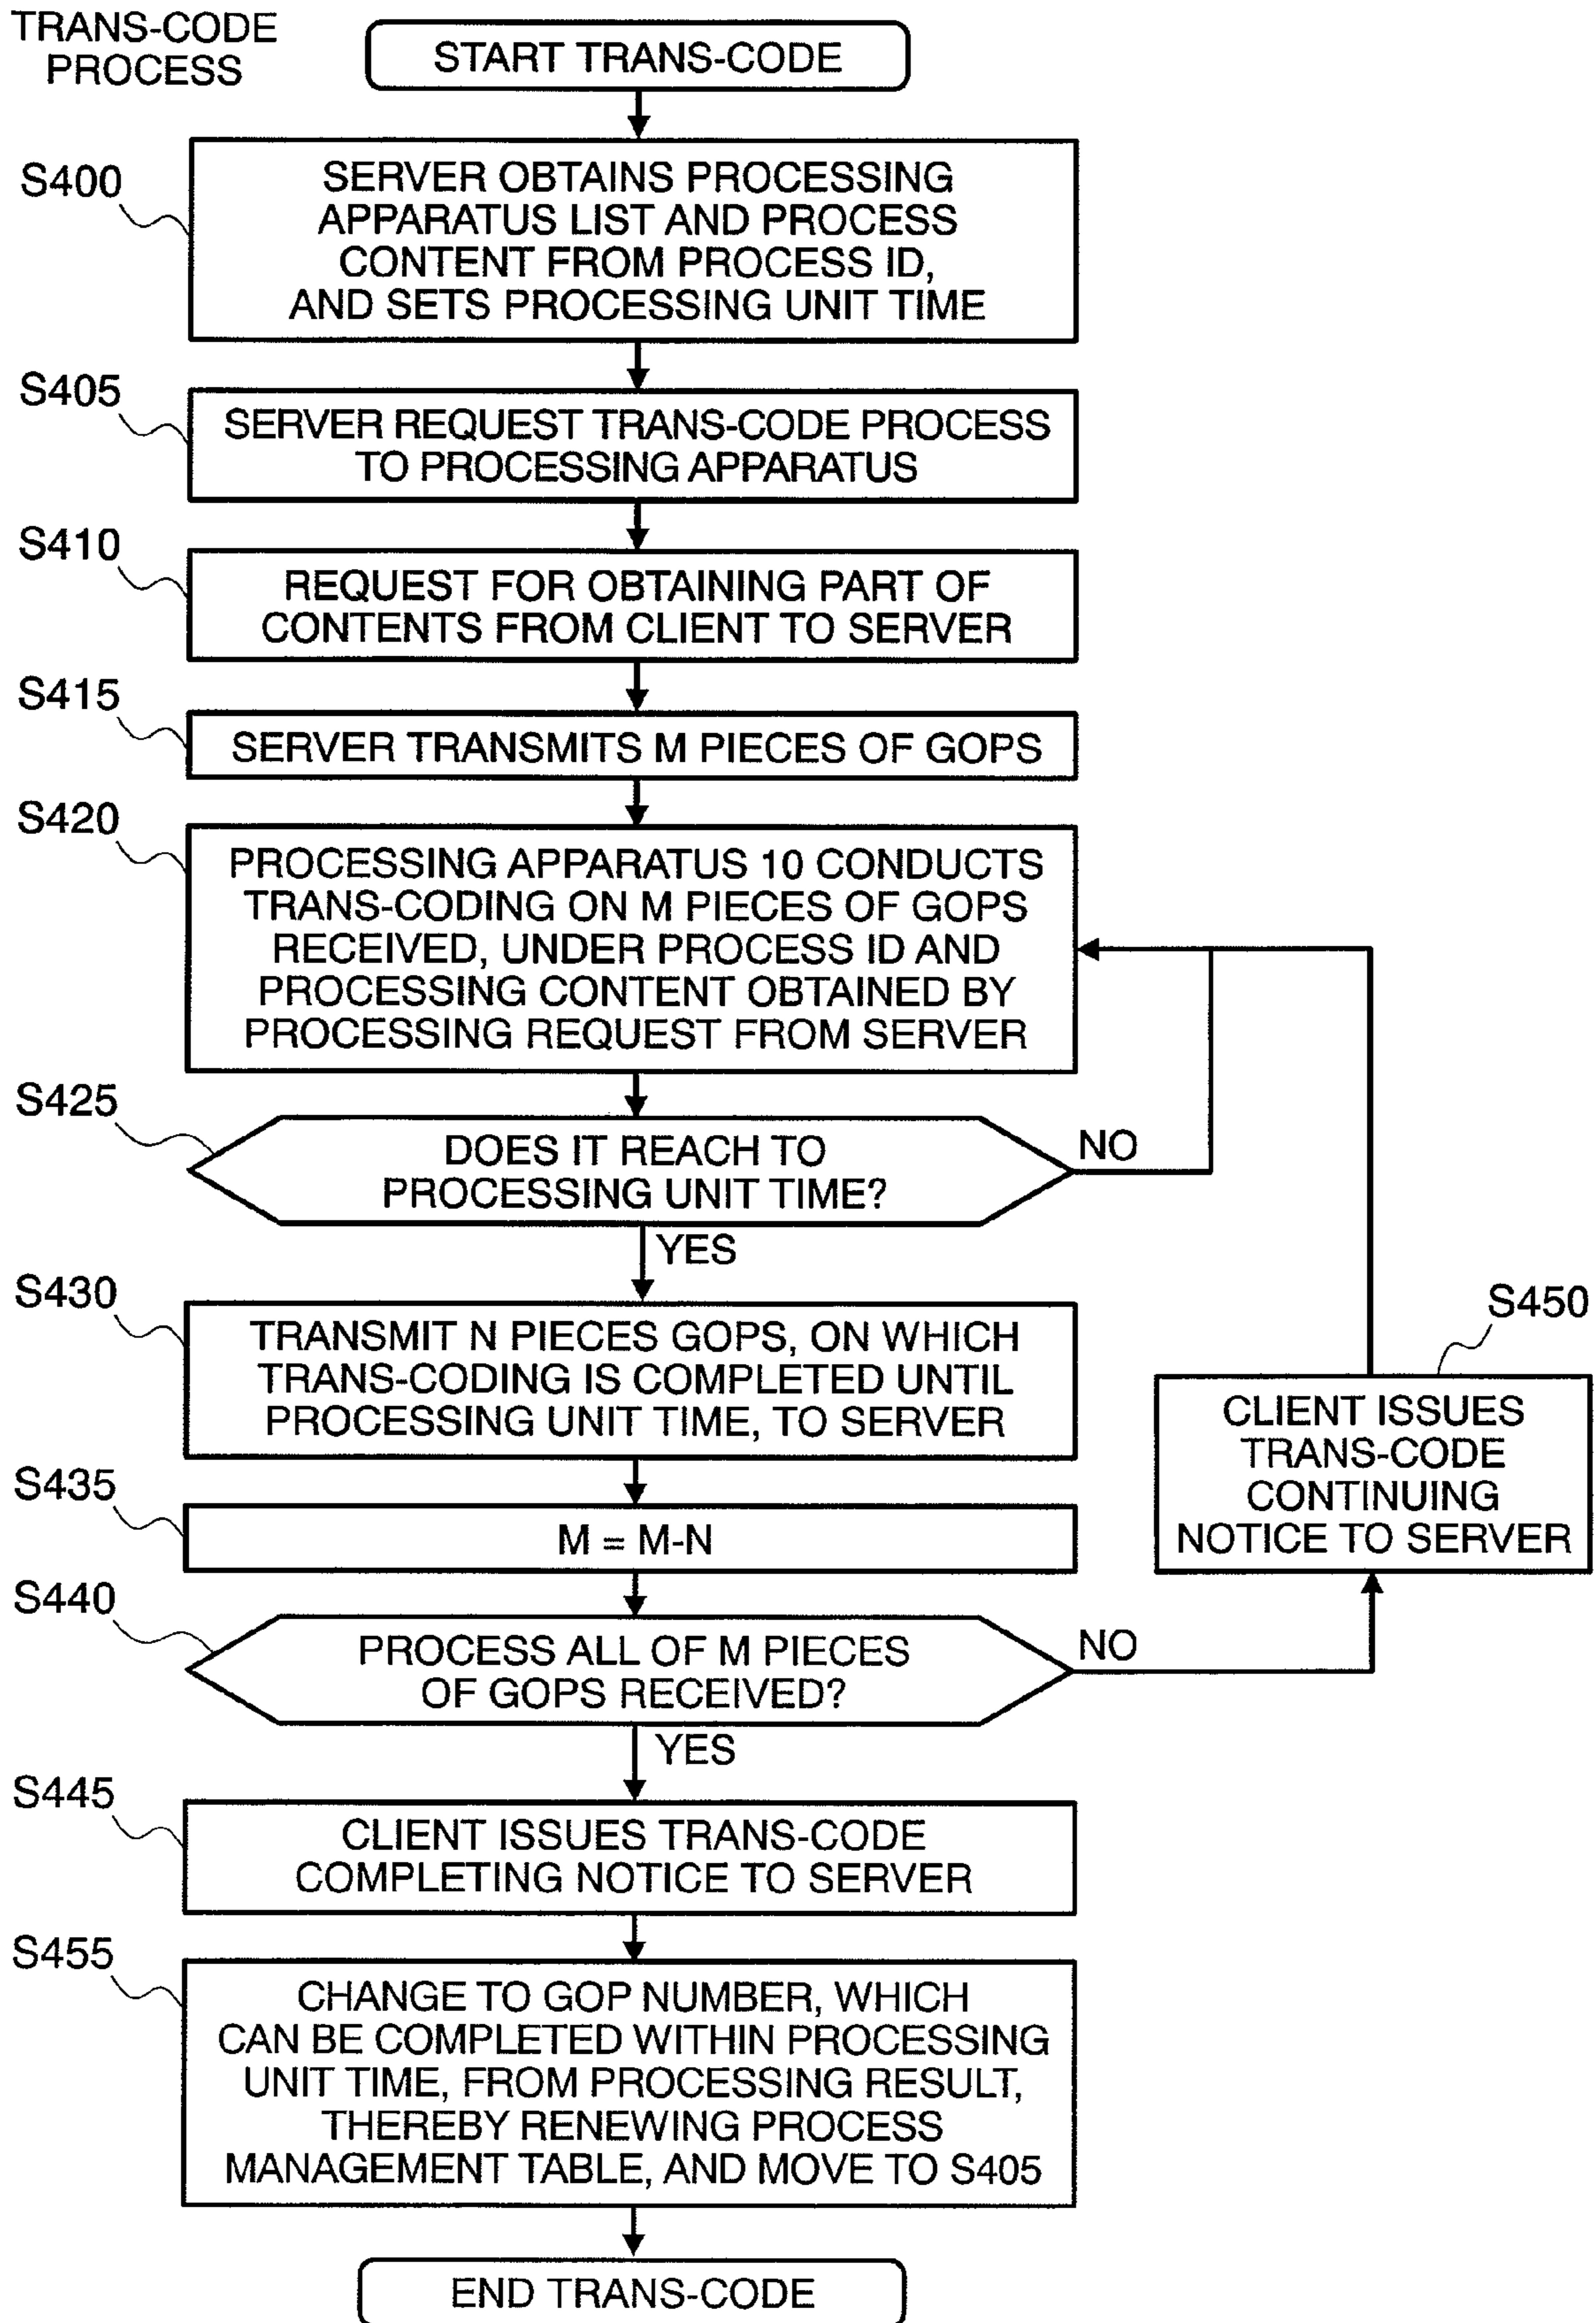 TRANS-CODE
PROCESS
START TRANS-CODE
S400
SERVER OBTAINS PROCESSING
APPARATUS LIST AND PROCESS
CONTENT FROM PROCESS ID,
AND SETS PROCESSING UNIT TIME
S405
SERVER REQUEST TRANS-CODE PROCESS
TO PROCESSING APPARATUS
S410
REQUEST FOR OBTAINING PART OF
CONTENTS FROM CLIENT TO SERVER
S415
SERVER TRANSMITS M PIECES OF GOPS
S420
PROCESSING APPARATUS 10 CONDUCTS
TRANS-CODING ON M PIECES OF GOPS
RECEIVED, UNDER PROCESS ID AND
PROCESSING CONTENT OBTAINED BY
PROCESSING REQUEST FROM SERVER
S425
DOES IT REACH TO
PROCESSING UNIT TIME?
NO
YES
S430
TRANSMIT N PIECES GOPS, ON WHICH
TRANS-CODING IS COMPLETED UNTIL
PROCESSING UNIT TIME, TO SERVER
S450
CLIENT ISSUES
TRANS-CODE
CONTINUING
NOTICE TO SERVER
S435
M = M-N
S440
PROCESS ALL OF M PIECES
OF GOPS RECEIVED?
NO
YES
S445
CLIENT ISSUES TRANS-CODE
COMPLETING NOTICE TO SERVER
S455
CHANGE TO GOP NUMBER, WHICH
CAN BE COMPLETED WITHIN PROCESSING
UNIT TIME, FROM PROCESSING RESULT,
THEREBY RENEWING PROCESS
MANAGEMENT TABLE, AND MOVE TO S405
END TRANS-CODE